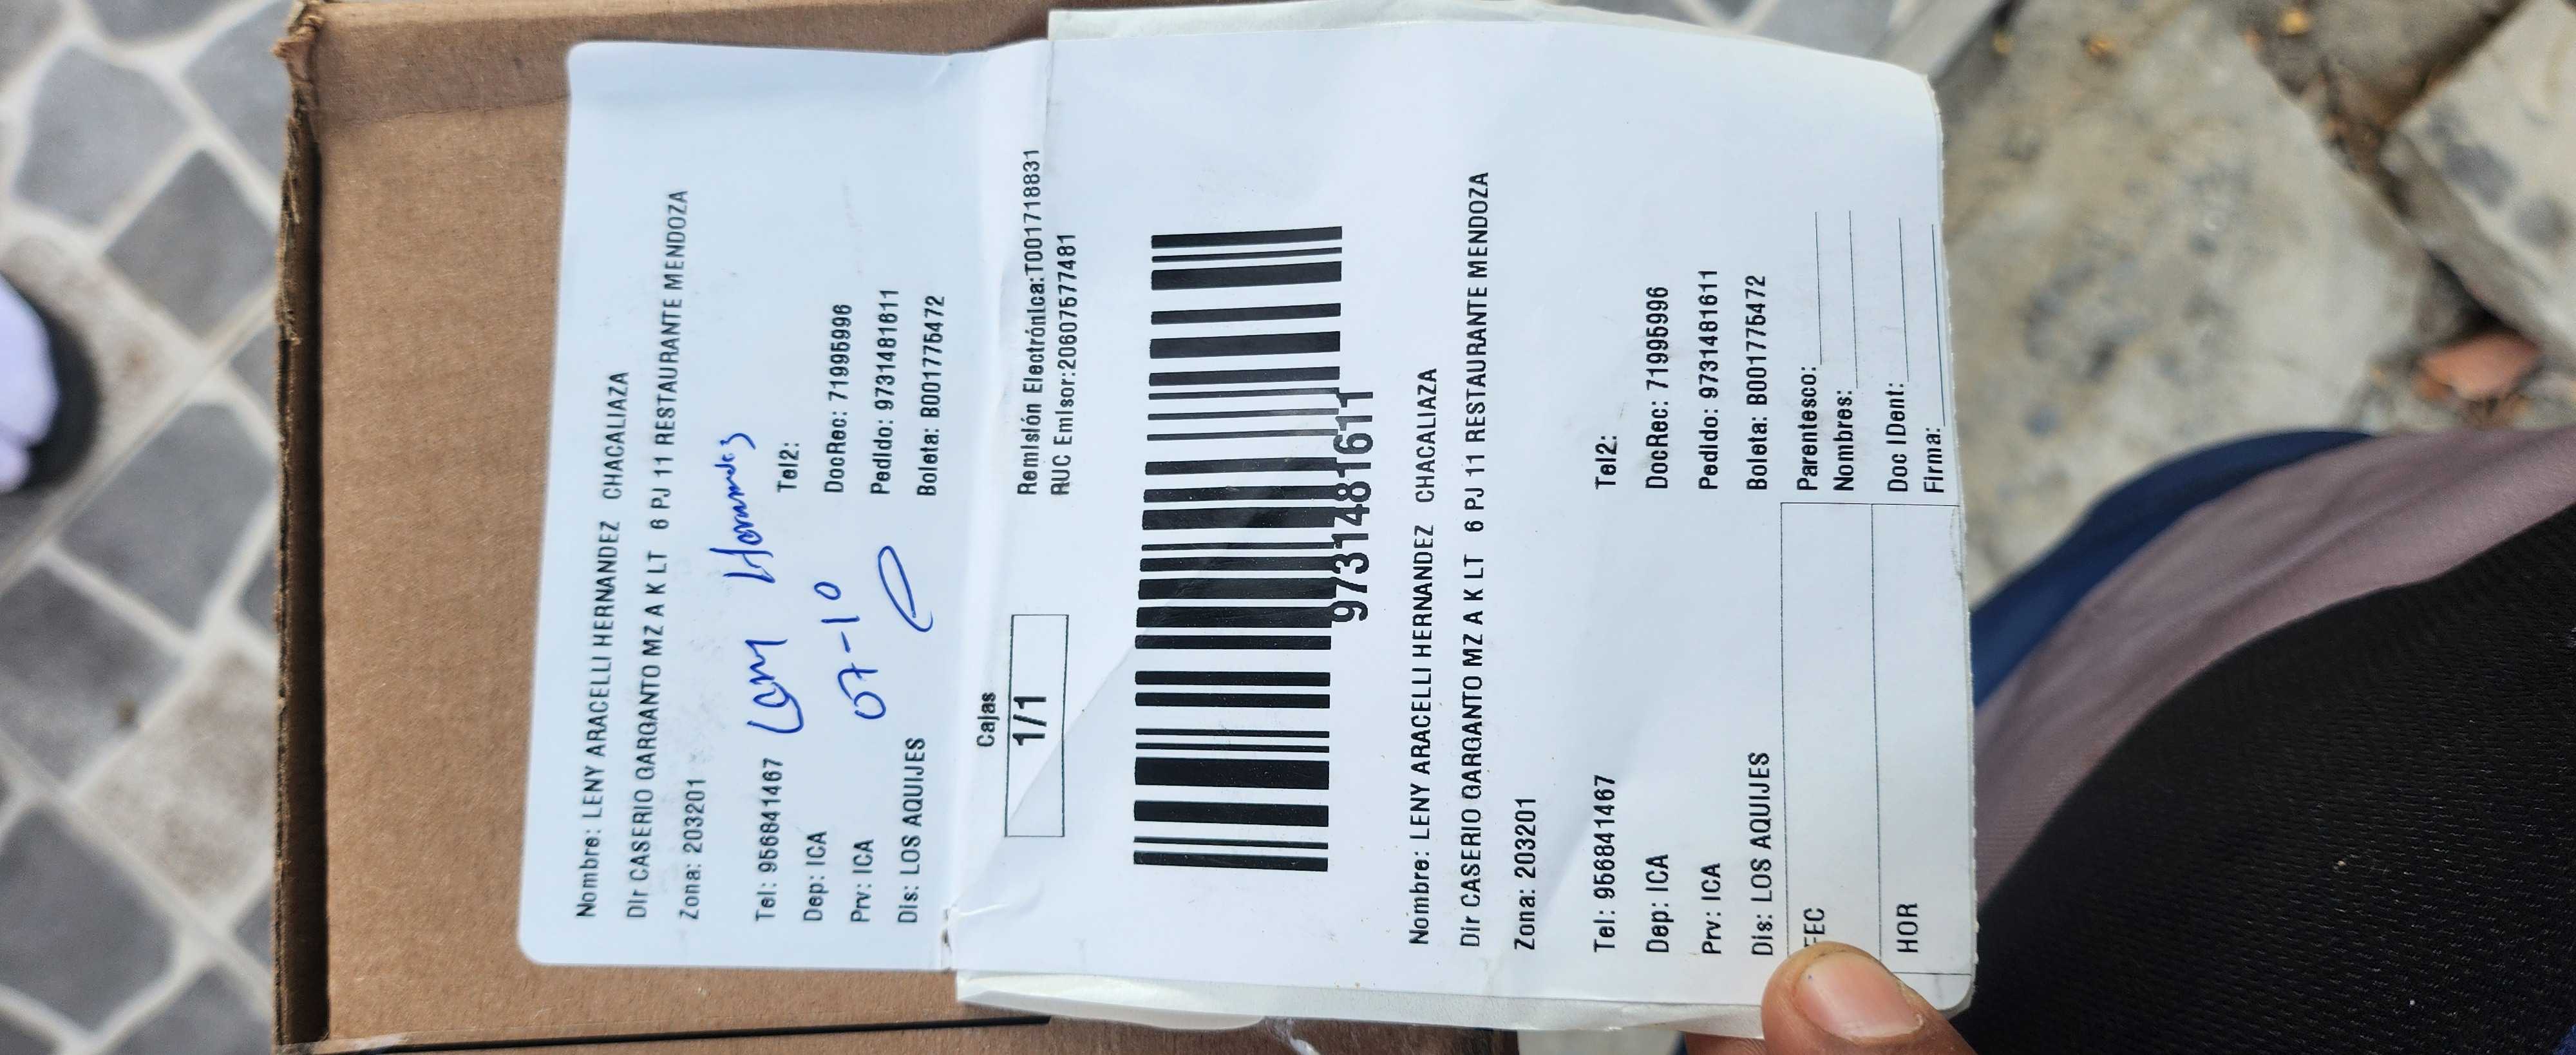 Nombre: LENY ARACELLI HERNANDEZ CHACALIAZA
Dir CASERIO GARGANTO MZ A K LT 6 PJ 11 RESTAURANTE MENDOZA
Zona: 203201
Leny Hernandez
Tel: 956841467 Tel2:
Dep: ICA DocRec: 71995996
07-10
Prv: ICA Pedido: 9731481611
Dis: LOS AQUIJES Boleta: B001775472
Cajas
1/1
Remisión Electrónica:T001718831
RUC Emisor:20607577481
9731481611
Nombre: LENY ARACELLI HERNANDEZ CHACALIAZA
Dir CASERIO GARGANTO MZ A K LT 6 PJ 11 RESTAURANTE MENDOZA
Zona: 203201
Tel: 956841467 Tel2:
Dep: ICA DocRec: 71995996
Prv: ICA Pedido: 9731481611
Dis: LOS AQUIJES Boleta: B001775472
FEC Parentesco:
Nombres:
HOR Doc IDent:
Firma: